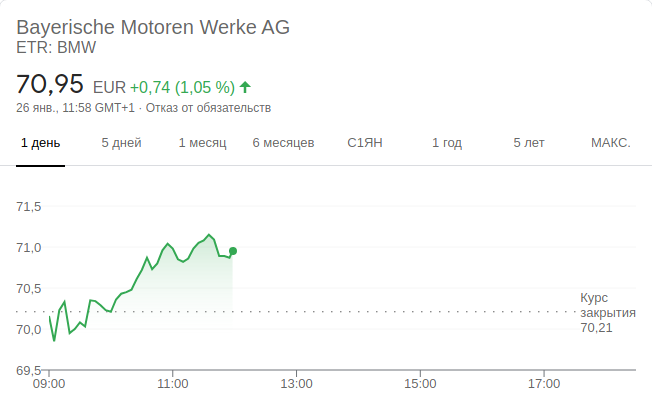 Bayerische Motoren Werke AG
ETR: BMW
70,95 EUR +0,74 (1,05 %)
26 янв., 11:58 GMT+1 · Отказ от обязательств
1 день 5 дней 1 месяц 6 месяцев С1ЯН 1 год 5 лет МАКС.
71,5
71,0
70,5
Курс
закрытия
70,21
70,0
69,5
09:00 11:00 13:00 15:00 17:00